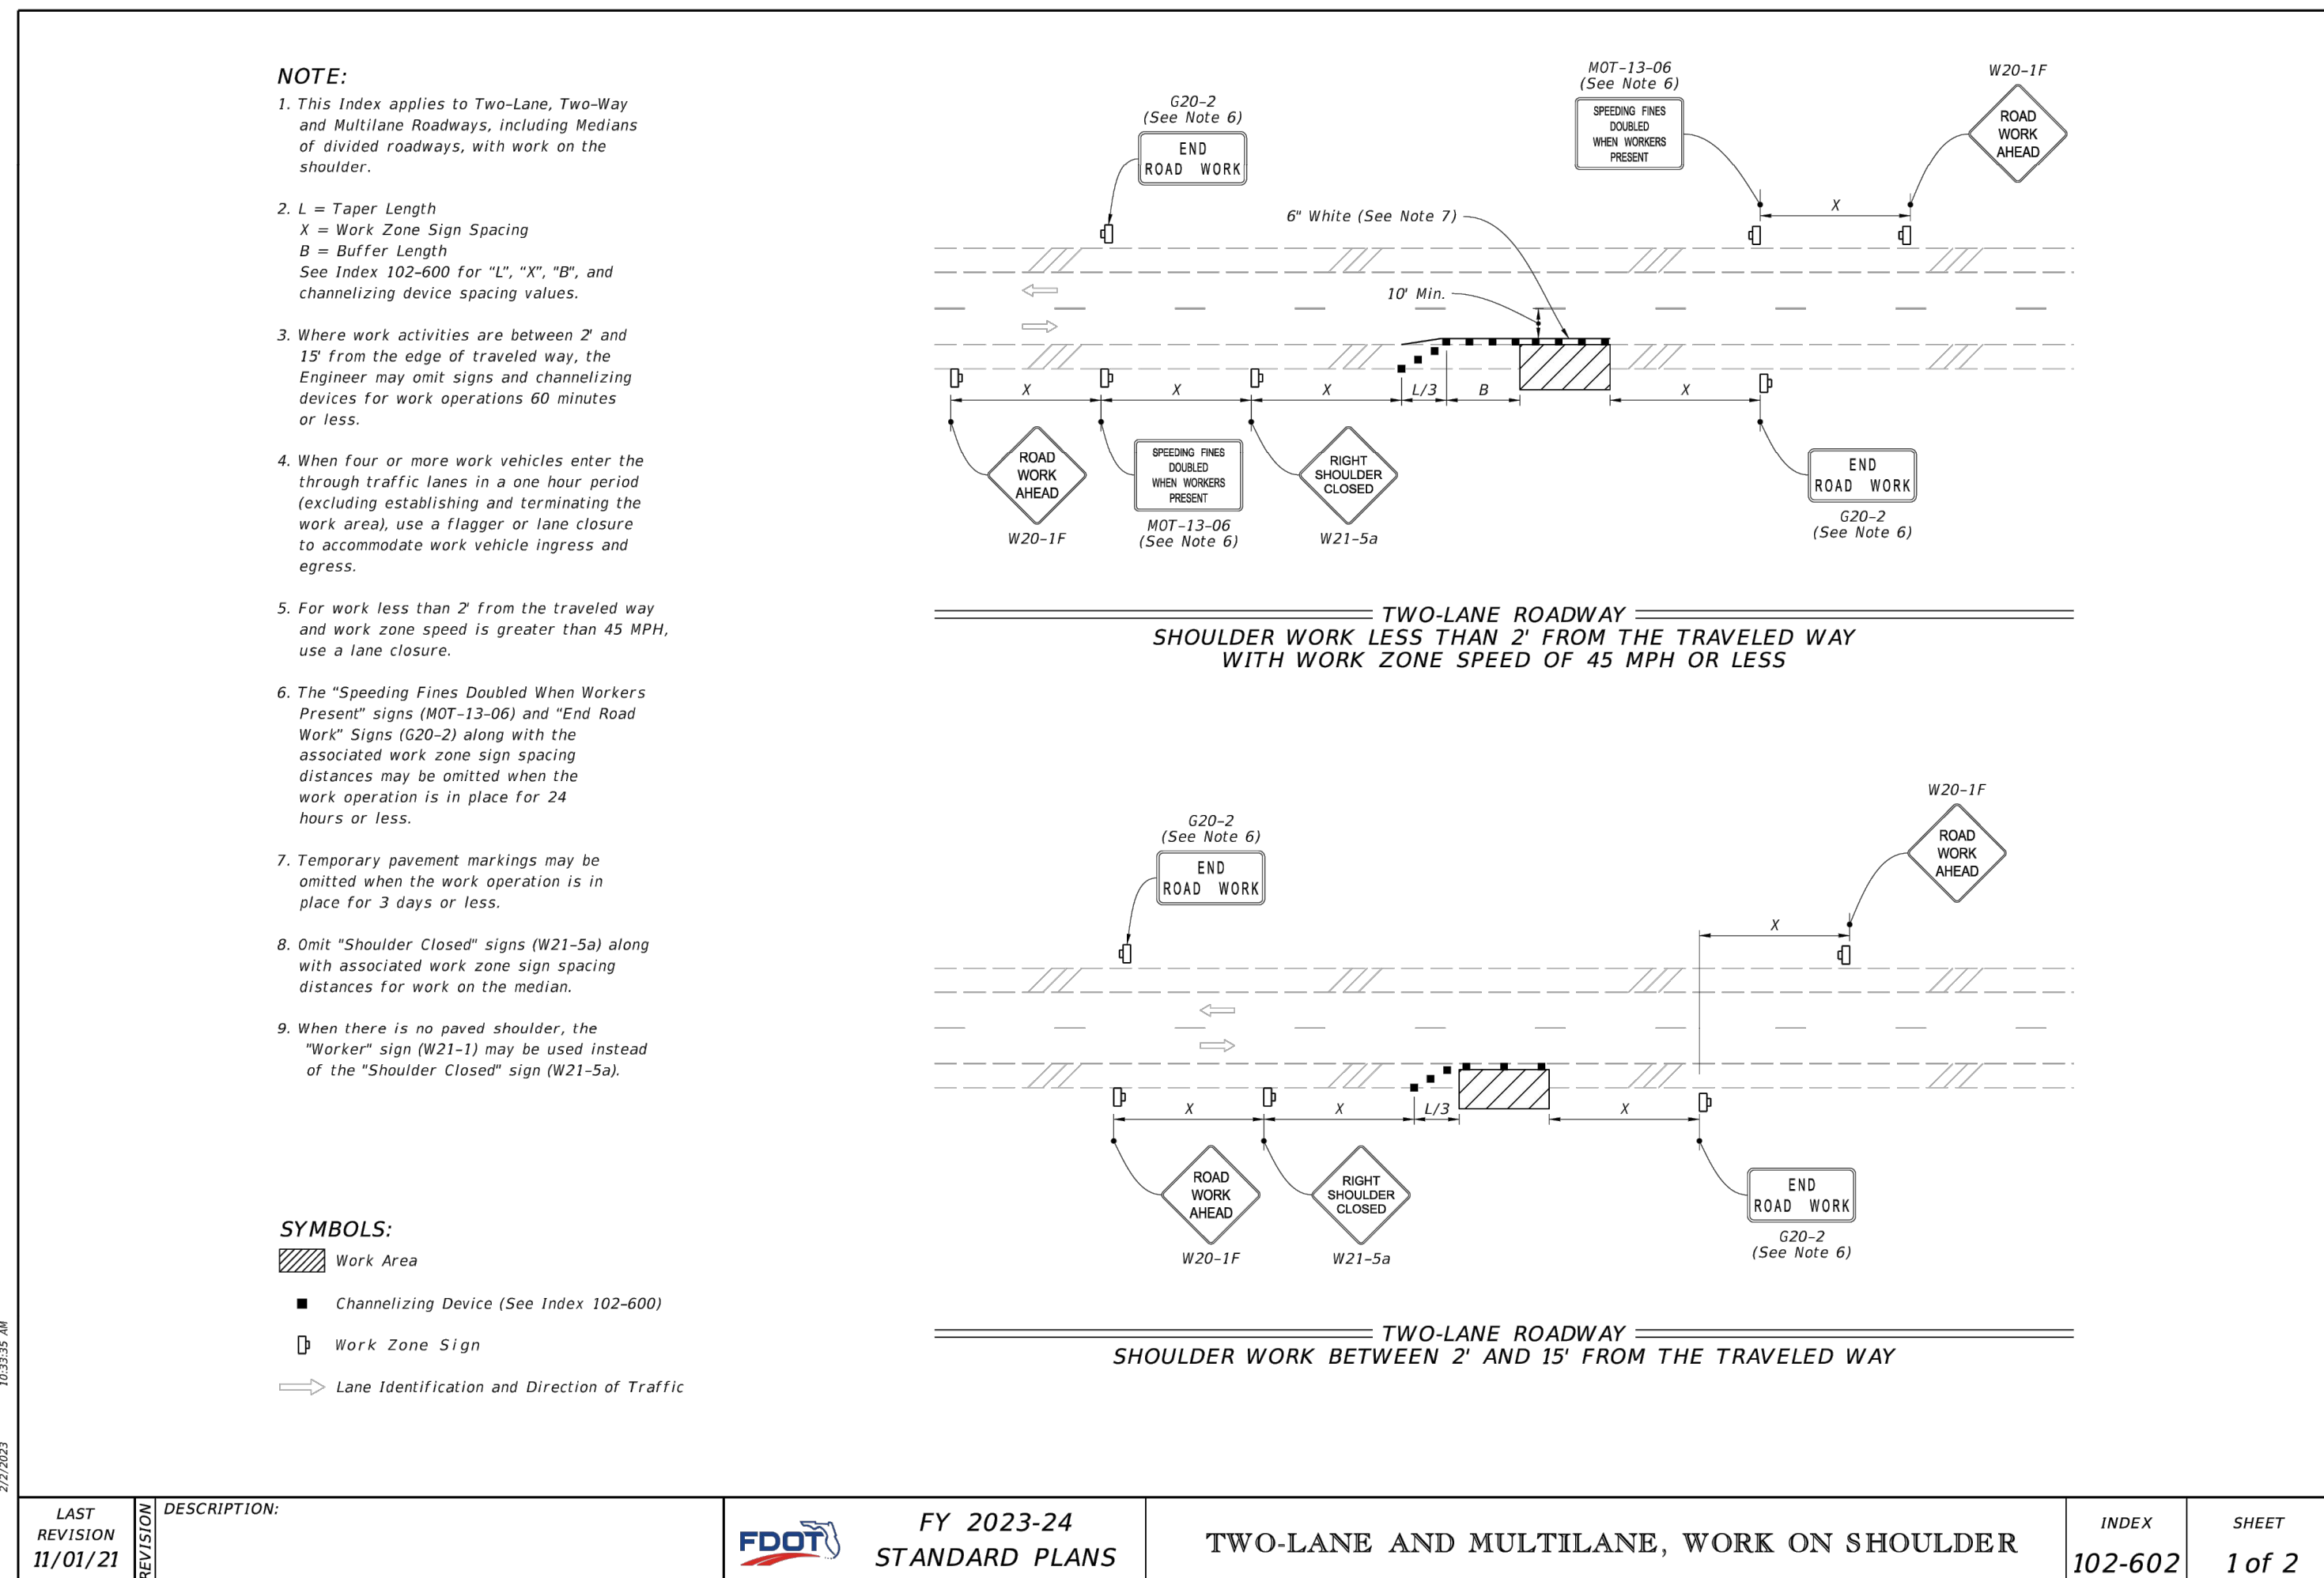 NOTE:
1. This Index applies to Two-Lane, Two-Way
and Multilane Roadways, including Medians
of divided roadways, with work on the
shoulder.
2. L = Taper Length
X = Work Zone Sign Spacing
B = Buffer Length
See Index 102-600 for "L", "X", "B", and
channelizing device spacing values.
3. Where work activities are between 2' and
15' from the edge of traveled way, the
Engineer may omit signs and channelizing
devices for work operations 60 minutes
or less.
4. When four or more work vehicles enter the
through traffic lanes in a one hour period
(excluding establishing and terminating the
work area), use a flagger or lane closure
to accommodate work vehicle ingress and
egress.
5. For work less than 2' from the traveled way
and work zone speed is greater than 45 MPH,
use a lane closure.
6. The "Speeding Fines Doubled When Workers
Present" signs (MOT-13-06) and "End Road
Work" Signs (G20-2) along with the
associated work zone sign spacing
distances may be omitted when the
work operation is in place for 24
hours or less.
7. Temporary pavement markings may be
omitted when the work operation is in
place for 3 days or less.
8. Omit "Shoulder Closed" signs (W21-5a) along
with associated work zone sign spacing
distances for work on the median.
9. When there is no paved shoulder, the
"Worker" sign (W21-1) may be used instead
of the "Shoulder Closed" sign (W21-5a).
SYMBOLS:
Work Area
Channelizing Device (See Index 102-600)
Work Zone Sign
Lane Identification and Direction of Traffic
G20-2
(See Note 6)
END
ROAD WORK
MOT-13-06
(See Note 6)
SPEEDING FINES
DOUBLED
WHEN WORKERS
PRESENT
W20-1F
ROAD
WORK
AHEAD
X
6" White (See Note 7)
10' Min.
X
X
X
L/3
B
X
ROAD
WORK
AHEAD
W20-1F
SPEEDING FINES
DOUBLED
WHEN WORKERS
PRESENT
MOT-13-06
(See Note 6)
RIGHT
SHOULDER
CLOSED
W21-5a
END
ROAD WORK
G20-2
(See Note 6)
TWO-LANE ROADWAY
SHOULDER WORK LESS THAN 2' FROM THE TRAVELED WAY
WITH WORK ZONE SPEED OF 45 MPH OR LESS
G20-2
(See Note 6)
END
ROAD WORK
W20-1F
ROAD
WORK
AHEAD
X
X
X
L/3
X
ROAD
WORK
AHEAD
W20-1F
RIGHT
SHOULDER
CLOSED
W21-5a
END
ROAD WORK
G20-2
(See Note 6)
TWO-LANE ROADWAY
SHOULDER WORK BETWEEN 2' AND 15' FROM THE TRAVELED WAY
10:33:35 AM
2/2/2023
LAST
REVISION
11/01/21
REVISION
DESCRIPTION:
FDOT
FY 2023-24
STANDARD PLANS
TWO-LANE AND MULTILANE, WORK ON SHOULDER
INDEX
102-602
SHEET
1 of 2